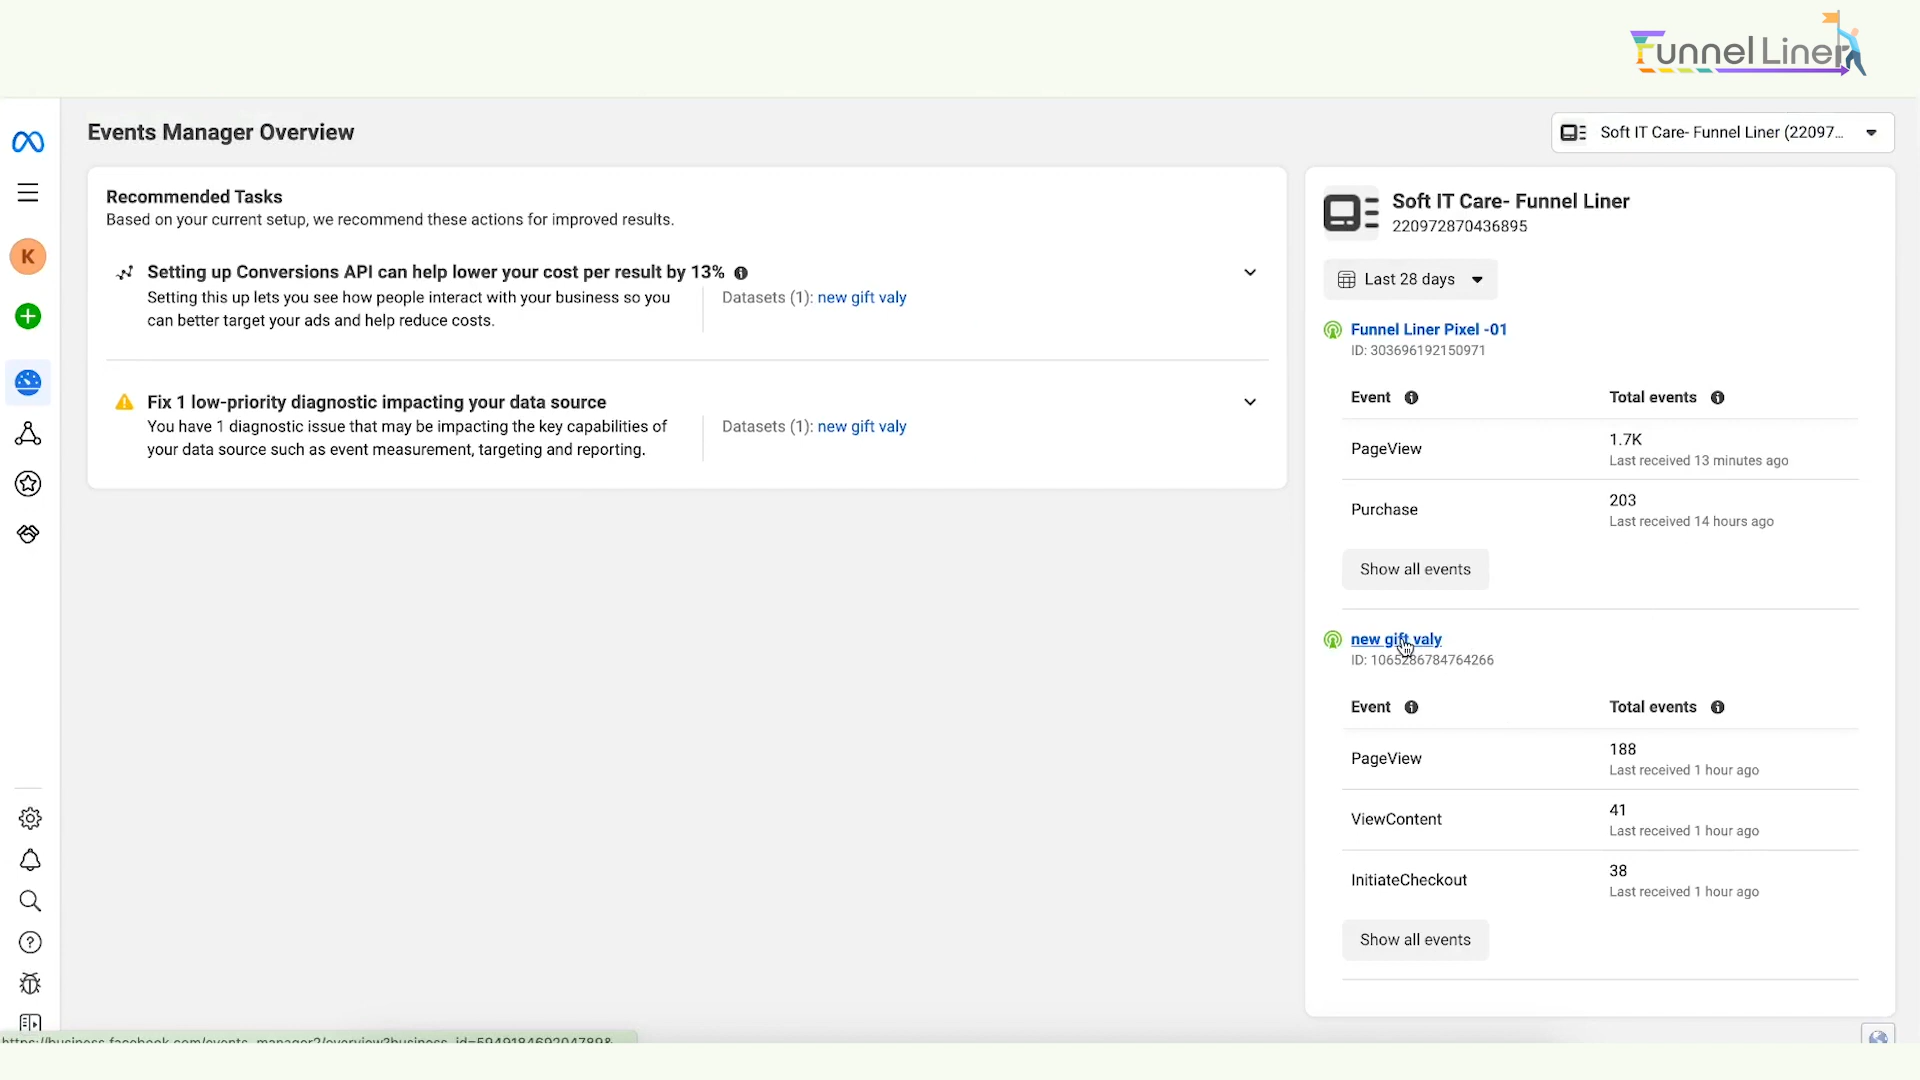 Funnel Liner
Events Manager Overview
Soft IT Care- Funnel Liner (22097...
Recommended Tasks
Based on your current setup, we recommend these actions for improved results.
Setting up Conversions API can help lower your cost per result by 13%
Setting this up lets you see how people interact with your business so you
can better target your ads and help reduce costs.
Datasets (1): new gift valy
Fix 1 low-priority diagnostic impacting your data source
You have 1 diagnostic issue that may be impacting the key capabilities of
your data source such as event measurement, targeting and reporting.
Datasets (1): new gift valy
K
Soft IT Care- Funnel Liner
220972870436895
Last 28 days
Funnel Liner Pixel -01
ID: 303696192150971
Event Total events
PageView 1.7K
Last received 13 minutes ago
Purchase 203
Last received 14 hours ago
Show all events
new gift valy
ID: 1065286784764266
Event Total events
PageView 188
Last received 1 hour ago
ViewContent 41
Last received 1 hour ago
InitiateCheckout 38
Last received 1 hour ago
Show all events